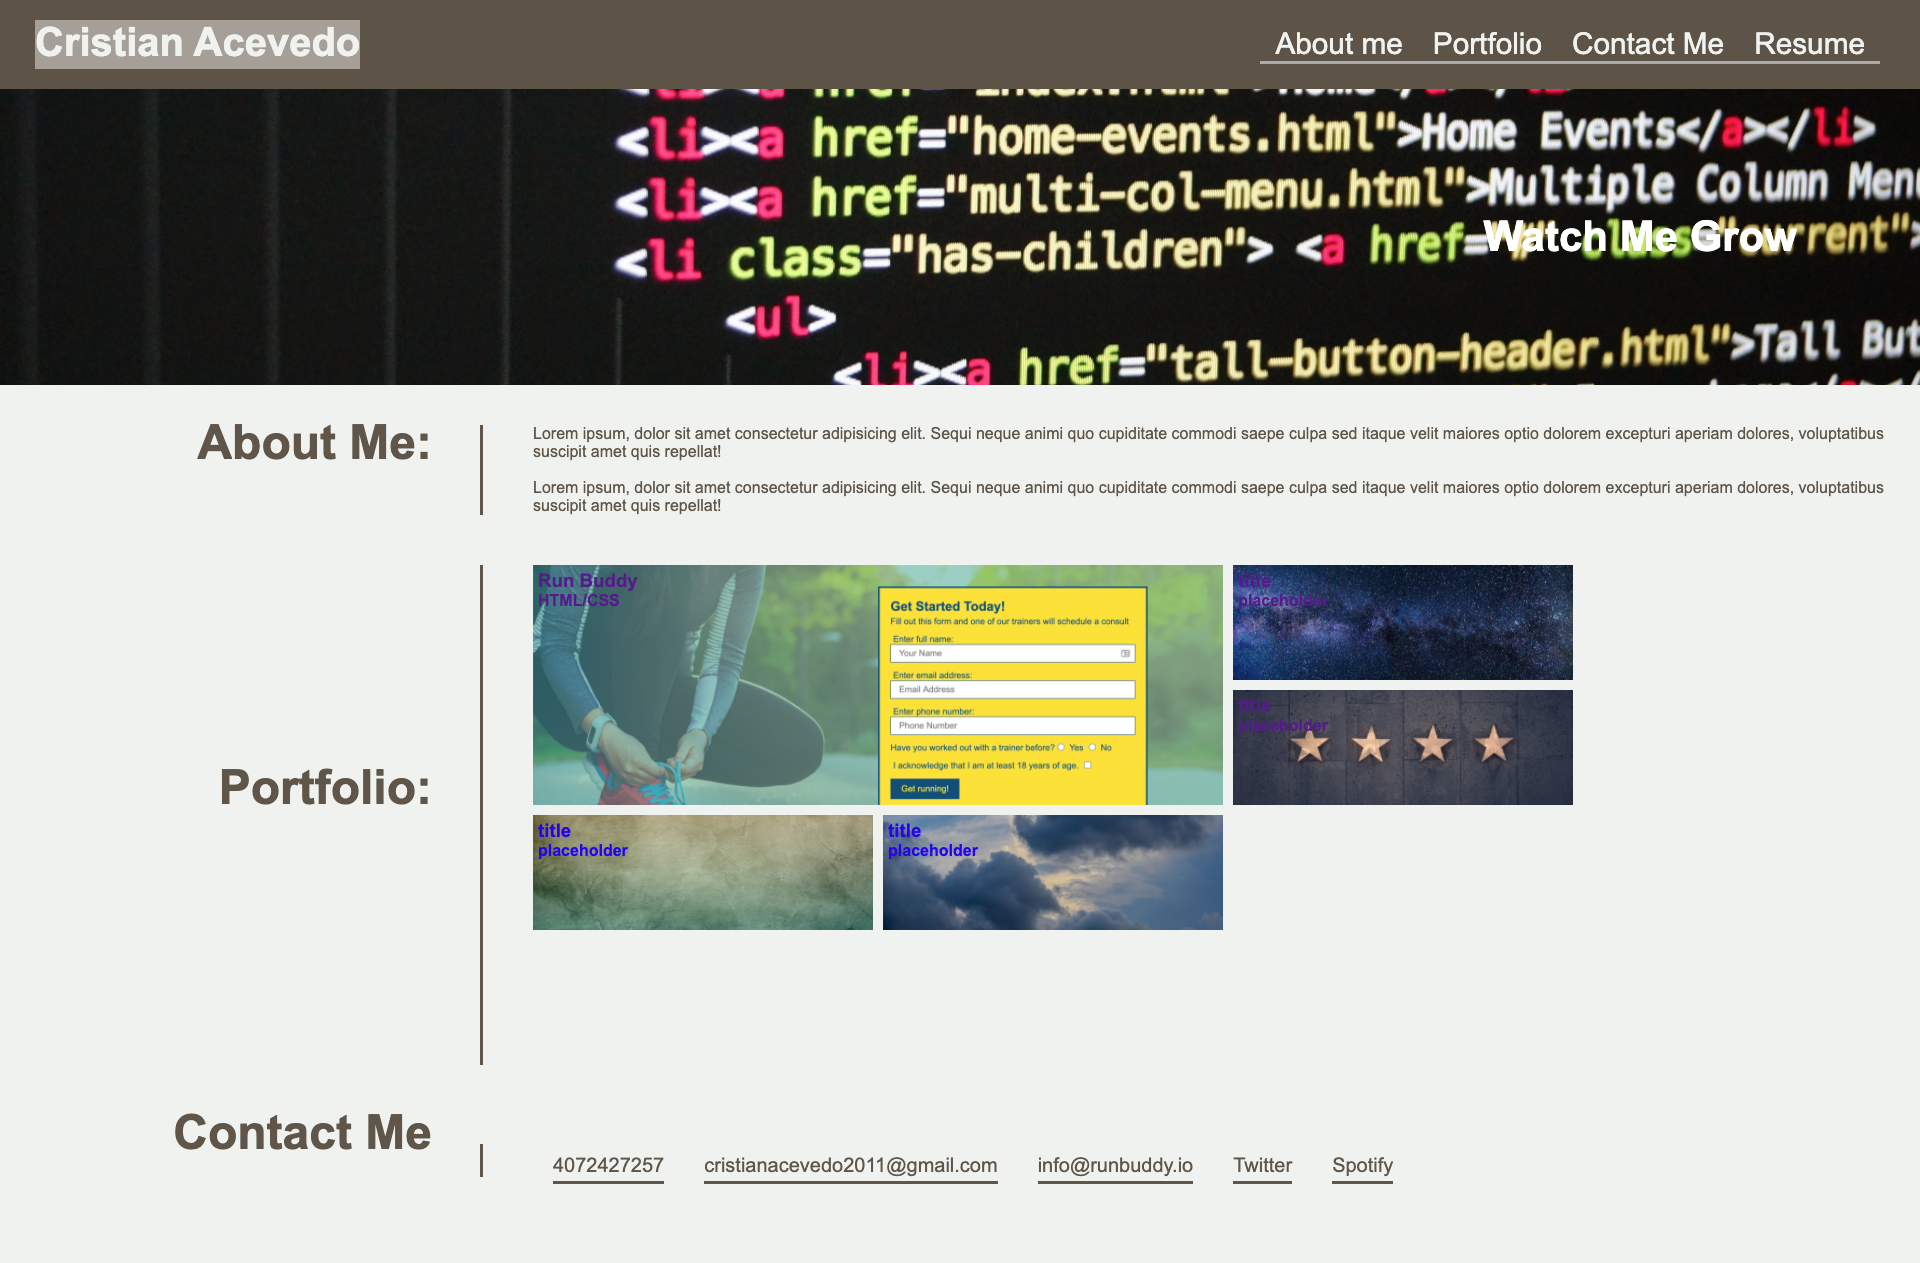 Cristian Acevedo
About me Portfolio Contact Me Resume
<li><a href="home-events.html">Home Events</a></li>
<li><a href="multi-col-menu.html">Multiple Column Menu
<li class="has-children"> <a href="#" class="current">
Watch Me Grow
<ul>
<li><a href="tall-button-header.html">Tall But
About Me:
Lorem ipsum, dolor sit amet consectetur adipisicing elit. Sequi neque animi quo cupiditate commodi saepe culpa sed itaque velit maiores optio dolorem excepturi aperiam dolores, voluptatibus
suscipit amet quis repellat!
Lorem ipsum, dolor sit amet consectetur adipisicing elit. Sequi neque animi quo cupiditate commodi saepe culpa sed itaque velit maiores optio dolorem excepturi aperiam dolores, voluptatibus
suscipit amet quis repellat!
Portfolio:
Run Buddy
HTML/CSS
Get Started Today!
Fill out this form and one of our trainers will schedule a consult
Enter full name:
Your Name
Enter email address:
Email Address
Enter phone number:
Phone Number
Have you worked out with a trainer before? Yes No
I acknowledge that I am at least 18 years of age.
Get running!
title
placeholder
title
placeholder
title
placeholder
title
placeholder
Contact Me
4072427257 cristianacevedo2011@gmail.com info@runbuddy.io Twitter Spotify